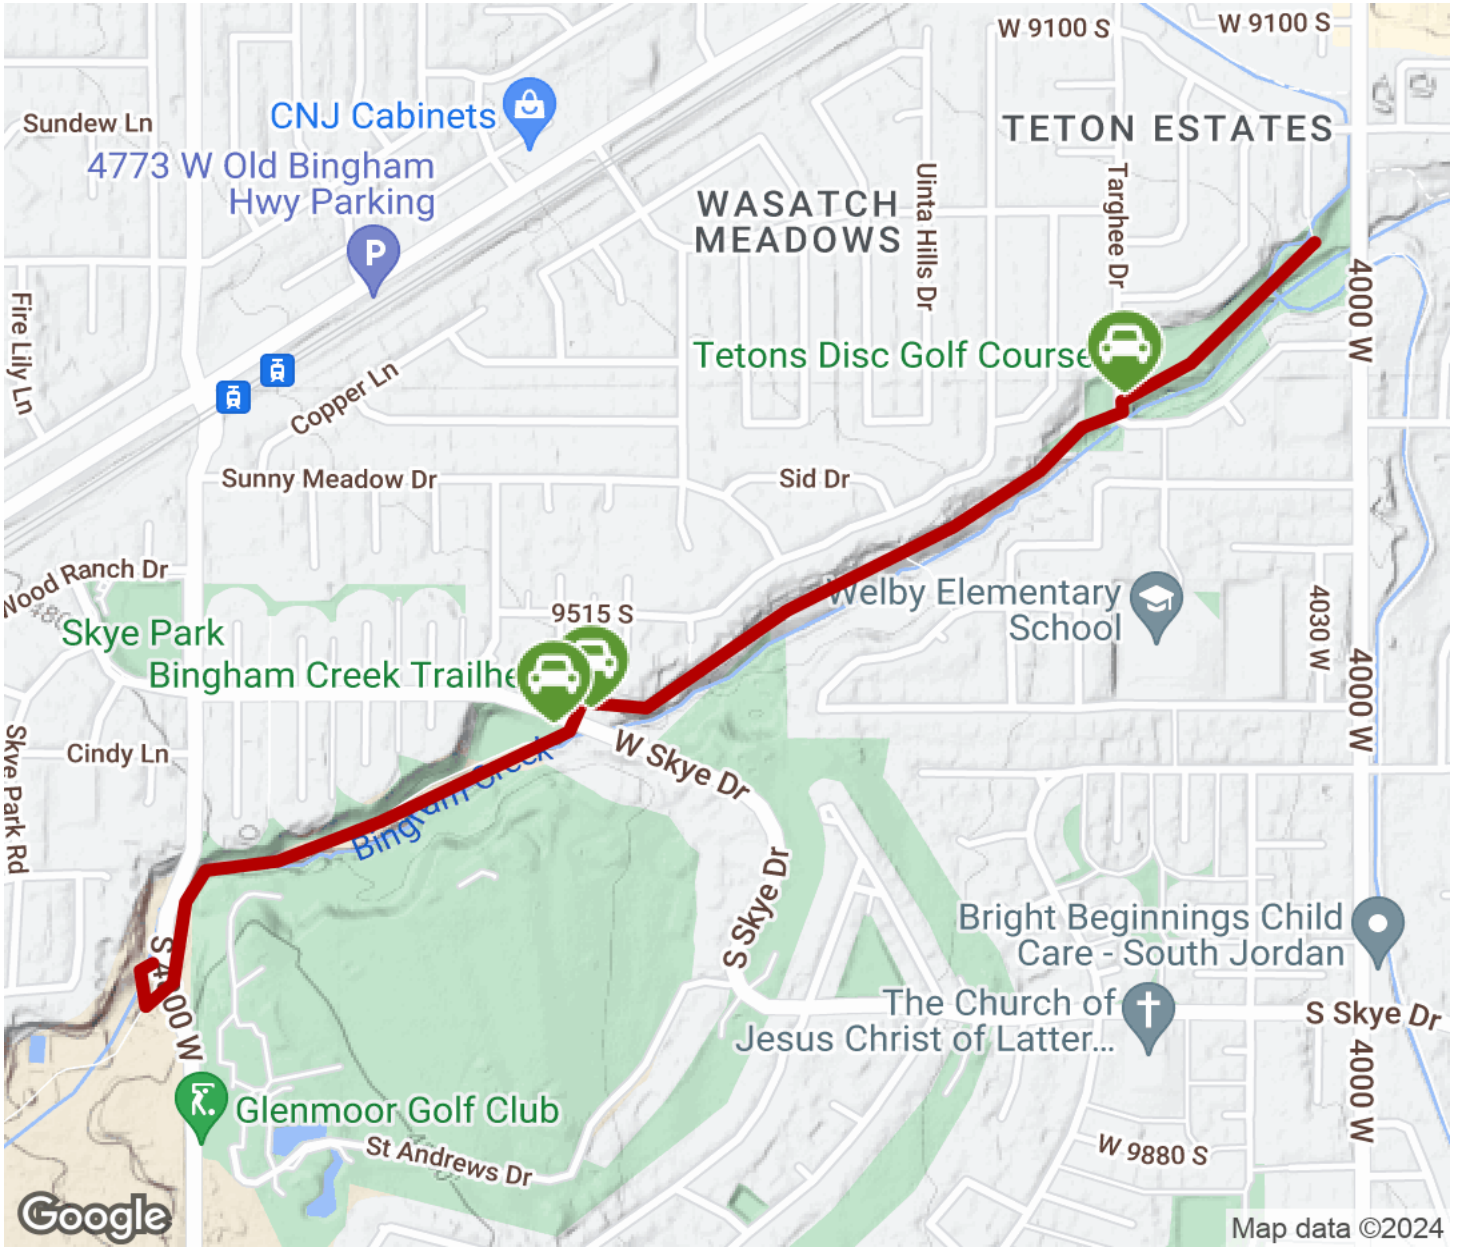 W 9100 S
W 9100 S
CNJ Cabinets
Sundew Ln
TETON ESTATES
4773 W Old Bingham
Hwy Parking
P
WASATCH
MEADOWS
Uinta Hills Dr
Targhee Dr
4000 W
Fire Lily Ln
Tetons Disc Golf Course
Copper Ln
Sunny Meadow Dr
Sid Dr
Wood Ranch Dr
Welby Elementary
School
4030 W
9515 S
Skye Park
Bingham Creek Trailhe
4000 W
Skye Park Rd
Cindy Ln
W Skye Dr
Bingham Creek
S Skye Dr
Bright Beginnings Child
Care - South Jordan
S 4800 W
The Church of
Jesus Christ of Latter...
S Skye Dr
4000 W
Glenmoor Golf Club
St Andrews Dr
W 9880 S
Google
Map data ©2024